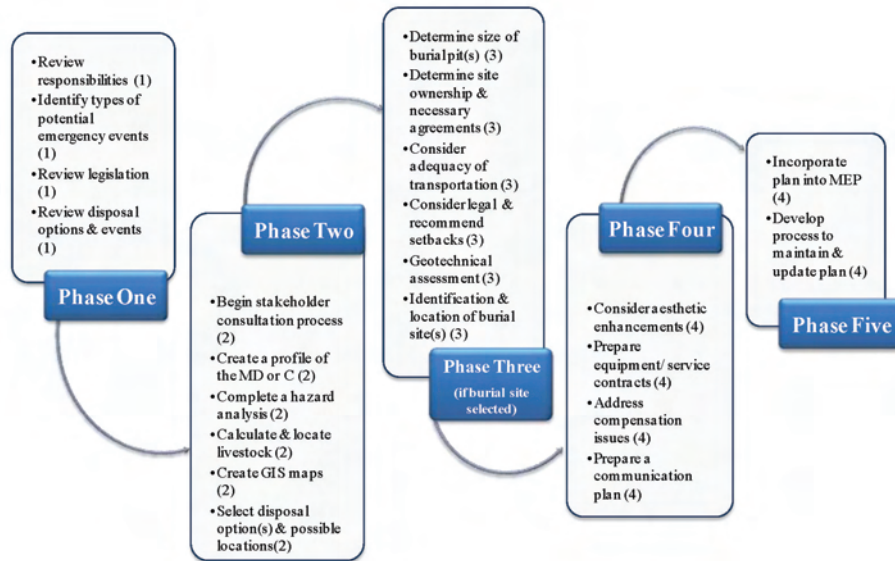 •Review
responsibilities (1)
•Identify types of
potential
emergency events
(1)
•Review legislation
(1)
•Review disposal
options & events
(1)
Phase One
Phase Two
•Begin stakeholder
consultation process
(2)
•Create a profile of
the MD or C (2)
•Complete a hazard
analysis (2)
•Calculate & locate
livestock (2)
•Create GIS maps
(2)
•Select disposal
option(s) & possible
locations(2)
•Determine size of
burial pit(s) (3)
•Determine site
ownership &
necessary
agreements (3)
•Consider
adequacy of
transportation (3)
•Consider legal &
recommend
setbacks (3)
•Geotechnical
assessment (3)
•Identification &
location of burial
site(s) (3)
Phase Three
(if burial site
selected)
Phase Four
•Consider aesthetic
enhancements (4)
•Prepare
equipment/ service
contracts (4)
•Address
compensation
issues (4)
•Prepare a
communication
plan (4)
•Incorporate
plan into MEP
(4)
•Develop
process to
maintain &
update plan (4)
Phase Five